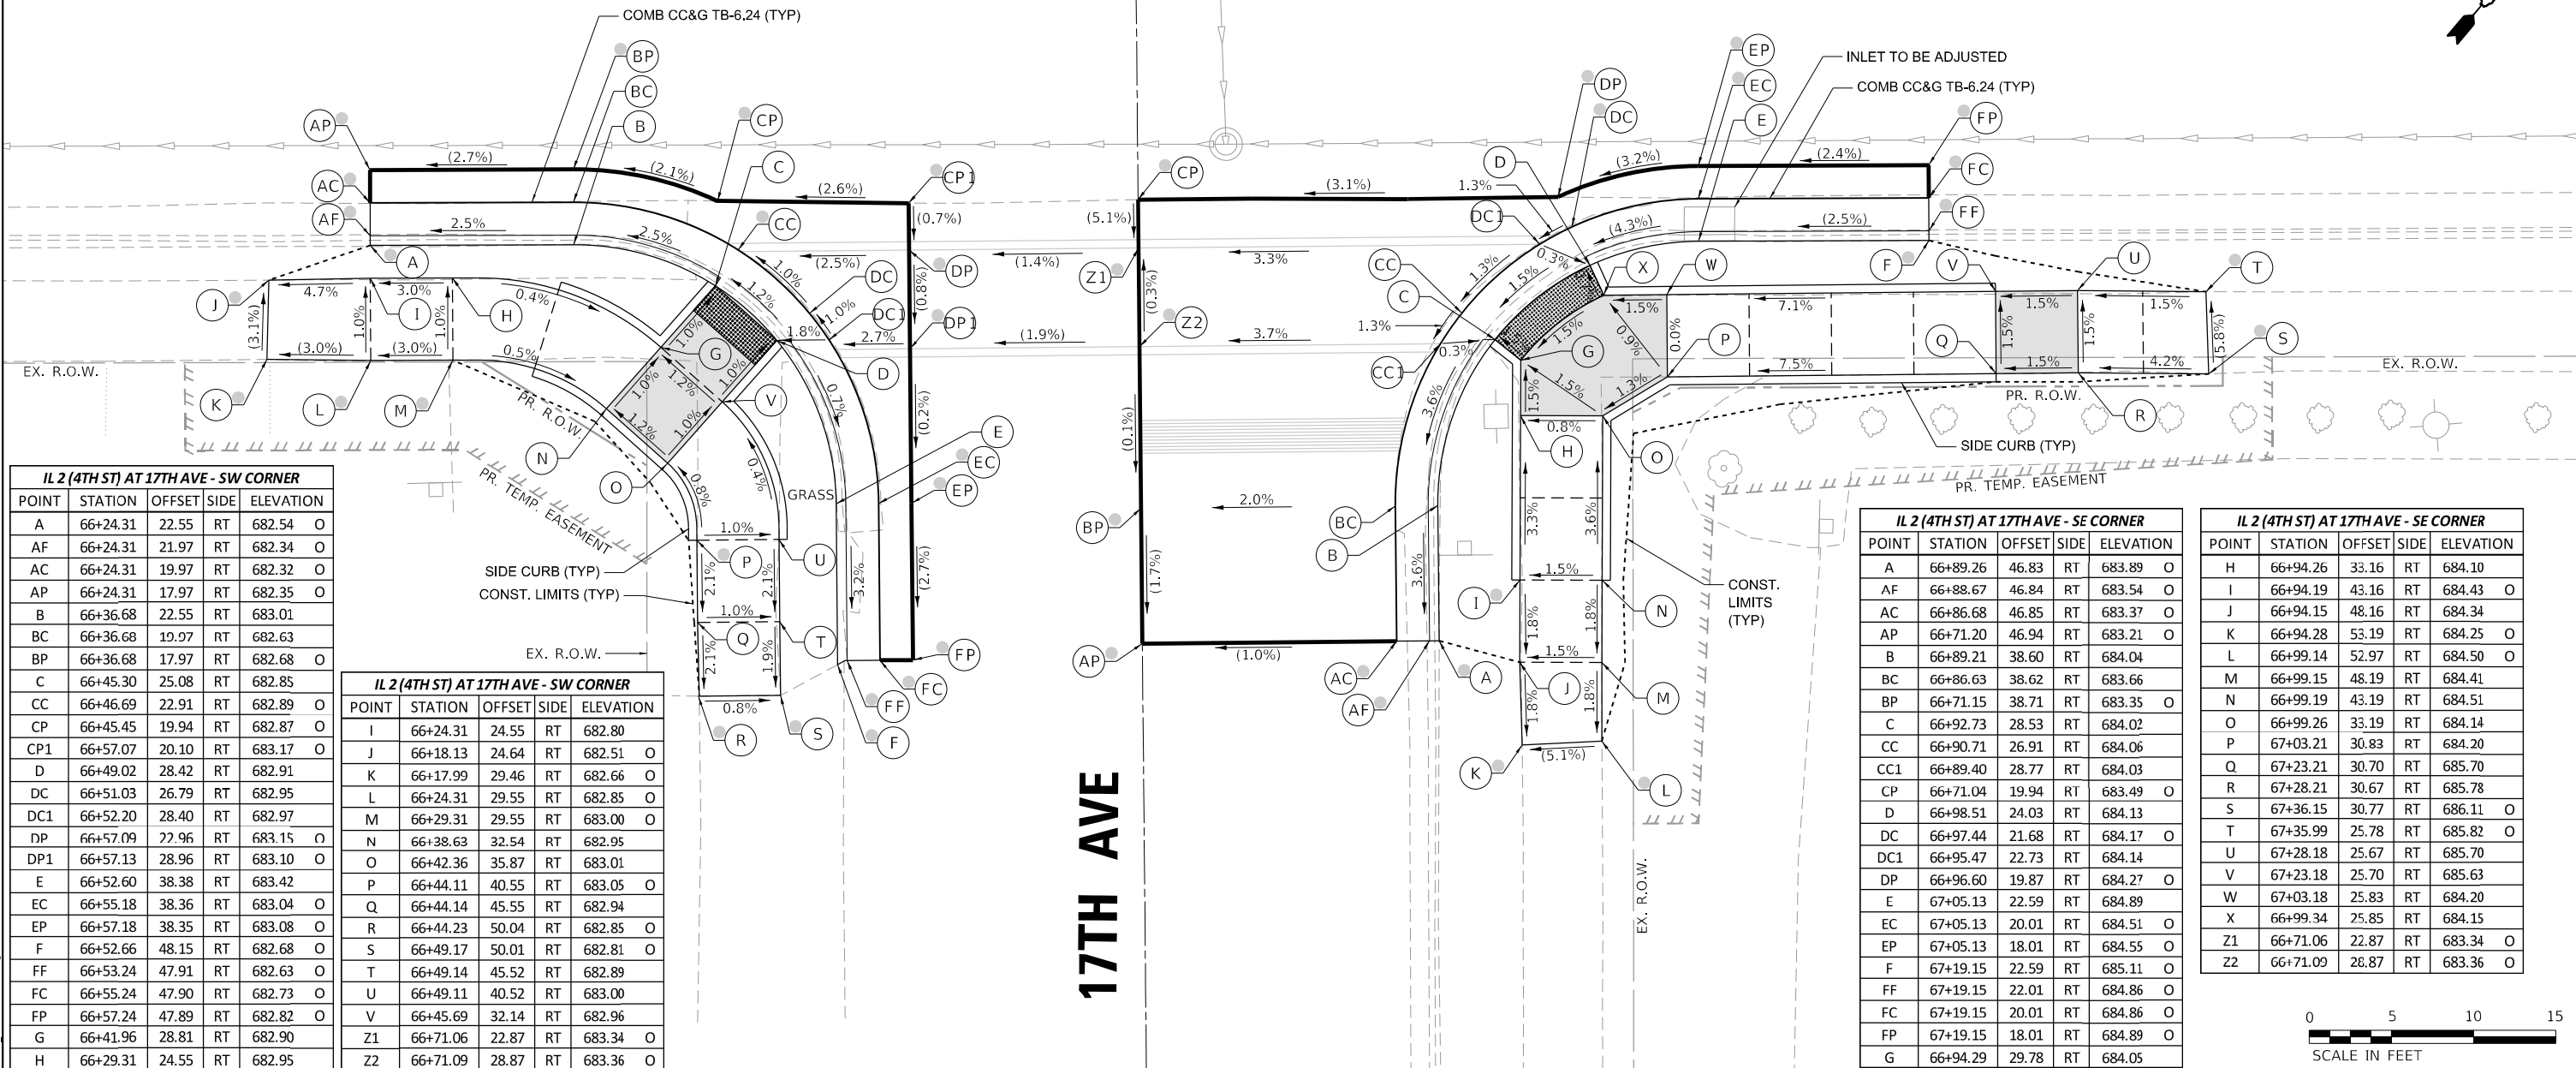 COMB CC&G TB-6.24 (TYP)
BP
BC
B
AP
CP
C
AC
AF
A
CC
CP1
DC
DP
DC1
DP1
(2.7%)
(2.1%)
(2.6%)
(0.7%)
2.5%
2.5%
(2.5%)
1.0%
1.2%
1.0%
(0.8%)
(1.4%)
J
4.7%
3.0%
0.4%
I
H
(3.1%)
1.0%
1.0%
(3.0%)
(3.0%)
0.5%
1.0%
G
1.8%
2.7%
(1.9%)
EX. R.O.W.
K
L
M
PR. R.O.W.
1.0%
1.2%
1.0%
1.2%
1.0%
D
V
0.7%
(0.2%)
N
O
0.8%
0.4%
GRASS
E
EC
EP
PR. TEMP. EASEMENT
1.0%
P
U
SIDE CURB (TYP)
CONST. LIMITS (TYP)
2.1%
2.1%
3.2%
(2.7%)
1.0%
Q
T
EX. R.O.W.
2.1%
1.9%
FP
FC
FF
F
0.8%
R
S
EP
EC
E
INLET TO BE ADJUSTED
COMB CC&G TB-6.24 (TYP)
DP
DC
FP
FC
FF
D
CP
DC1
(3.2%)
(2.4%)
(3.1%)
1.3%
(5.1%)
Z1
(4.3%)
(2.5%)
3.3%
CC
C
1.3%
1.5%
0.3%
X
W
F
V
U
T
(0.3%)
Z2
3.7%
1.3%
0.3%
CC1
1.5%
1.5%
0.9%
0.0%
7.1%
1.5%
1.5%
1.5%
1.5%
(5.8%)
G
P
7.5%
Q
1.5%
4.2%
S
EX. R.O.W.
1.5%
1.5%
1.3%
PR. R.O.W.
R
3.6%
0.8%
H
O
SIDE CURB (TYP)
(0.1%)
2.0%
PR. TEMP. EASEMENT
BP
BC
B
3.3%
3.6%
1.5%
CONST.
LIMITS
(TYP)
(1.7%)
3.6%
I
N
1.8%
1.8%
1.5%
AP
(1.0%)
AC
AF
A
J
M
1.8%
1.8%
(5.1%)
K
L
EX. R.O.W.
17TH AVE
IL 2 (4TH ST) AT 17TH AVE - SW CORNER
POINT STATION OFFSET SIDE ELEVATION
A 66+24.31 22.55 RT 682.54 O
AF 66+24.31 21.97 RT 682.34 O
AC 66+24.31 19.97 RT 682.32 O
AP 66+24.31 17.97 RT 682.35 O
B 66+36.68 22.55 RT 683.01
BC 66+36.68 19.97 RT 682.63
BP 66+36.68 17.97 RT 682.68 O
C 66+45.30 25.08 RT 682.85
CC 66+46.69 22.91 RT 682.89 O
CP 66+45.45 19.94 RT 682.87 O
CP1 66+57.07 20.10 RT 683.17 O
D 66+49.02 28.42 RT 682.91
DC 66+51.03 26.79 RT 682.95
DC1 66+52.20 28.40 RT 682.97
DP 66+57.09 22.96 RT 683.15 O
DP1 66+57.13 28.96 RT 683.10 O
E 66+52.60 38.38 RT 683.42
EC 66+55.18 38.36 RT 683.04 O
EP 66+57.18 38.35 RT 683.08 O
F 66+52.66 48.15 RT 682.68 O
FF 66+53.24 47.91 RT 682.63 O
FC 66+55.24 47.90 RT 682.73 O
FP 66+57.24 47.89 RT 682.82 O
G 66+41.96 28.81 RT 682.90
H 66+29.31 24.55 RT 682.95
IL 2 (4TH ST) AT 17TH AVE - SW CORNER
POINT STATION OFFSET SIDE ELEVATION
I 66+24.31 24.55 RT 682.80
J 66+18.13 24.64 RT 682.51 O
K 66+17.99 29.46 RT 682.66 O
L 66+24.31 29.55 RT 682.85 O
M 66+29.31 29.55 RT 683.00 O
N 66+38.63 32.54 RT 682.95
O 66+42.36 35.87 RT 683.01
P 66+44.11 40.55 RT 683.05 O
Q 66+44.14 45.55 RT 682.94
R 66+44.23 50.04 RT 682.85 O
S 66+49.17 50.01 RT 682.81 O
T 66+49.14 45.52 RT 682.89
U 66+49.11 40.52 RT 683.00
V 66+45.69 32.14 RT 682.96
Z1 66+71.06 22.87 RT 683.34 O
Z2 66+71.09 28.87 RT 683.36 O
IL 2 (4TH ST) AT 17TH AVE - SE CORNER
POINT STATION OFFSET SIDE ELEVATION
A 66+89.26 46.83 RT 683.89 O
AF 66+88.67 46.84 RT 683.54 O
AC 66+86.68 46.85 RT 683.37 O
AP 66+71.20 46.94 RT 683.21 O
B 66+89.21 38.60 RT 684.04
BC 66+86.63 38.62 RT 683.66
BP 66+71.15 38.71 RT 683.35 O
C 66+92.73 28.53 RT 684.02
CC 66+90.71 26.91 RT 684.06
CC1 66+89.40 28.77 RT 684.03
CP 66+71.04 19.94 RT 683.49 O
D 66+98.51 24.03 RT 684.13
DC 66+97.44 21.68 RT 684.17 O
DC1 66+95.47 22.73 RT 684.14
DP 66+96.60 19.87 RT 684.27 O
E 67+05.13 22.59 RT 684.89
EC 67+05.13 20.01 RT 684.51 O
EP 67+05.13 18.01 RT 684.55 O
F 67+19.15 22.59 RT 685.11 O
FF 67+19.15 22.01 RT 684.86 O
FC 67+19.15 20.01 RT 684.86 O
FP 67+19.15 18.01 RT 684.89 O
G 66+94.29 29.78 RT 684.05
IL 2 (4TH ST) AT 17TH AVE - SE CORNER
POINT STATION OFFSET SIDE ELEVATION
H 66+94.26 33.16 RT 684.10
I 66+94.19 43.16 RT 684.43 O
J 66+94.15 48.16 RT 684.34
K 66+94.28 53.19 RT 684.25 O
L 66+99.14 52.97 RT 684.50 O
M 66+99.15 48.19 RT 684.41
N 66+99.19 43.19 RT 684.51
O 66+99.26 33.19 RT 684.14
P 67+03.21 30.83 RT 684.20
Q 67+23.21 30.70 RT 685.70
R 67+28.21 30.67 RT 685.78
S 67+36.15 30.77 RT 686.11 O
T 67+35.99 25.78 RT 685.82 O
U 67+28.18 25.67 RT 685.70
V 67+23.18 25.70 RT 685.63
W 67+03.18 25.83 RT 684.20
X 66+99.34 25.85 RT 684.15
Z1 66+71.06 22.87 RT 683.34 O
Z2 66+71.09 28.87 RT 683.36 O
0 5 10 15
SCALE IN FEET